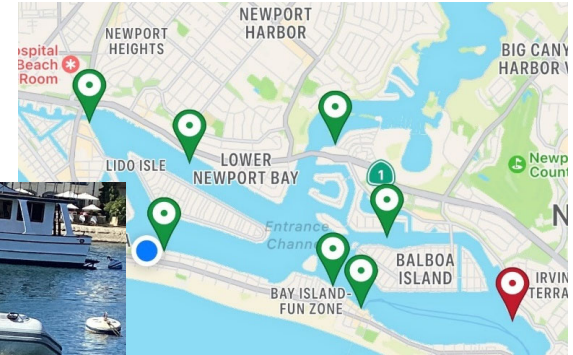 NEWPORT
HARBOR
NEWPORT
HEIGHTS
BIG CANY
HARBOR V
ospital
Beach
Room
LIDO ISLE
LOWER
NEWPORT BAY
1
Newp
Count
N
Entrance
Channe
BALBOA
ISLAND
BAY ISLAND-
FUN ZONE
IRVIN
TERRA